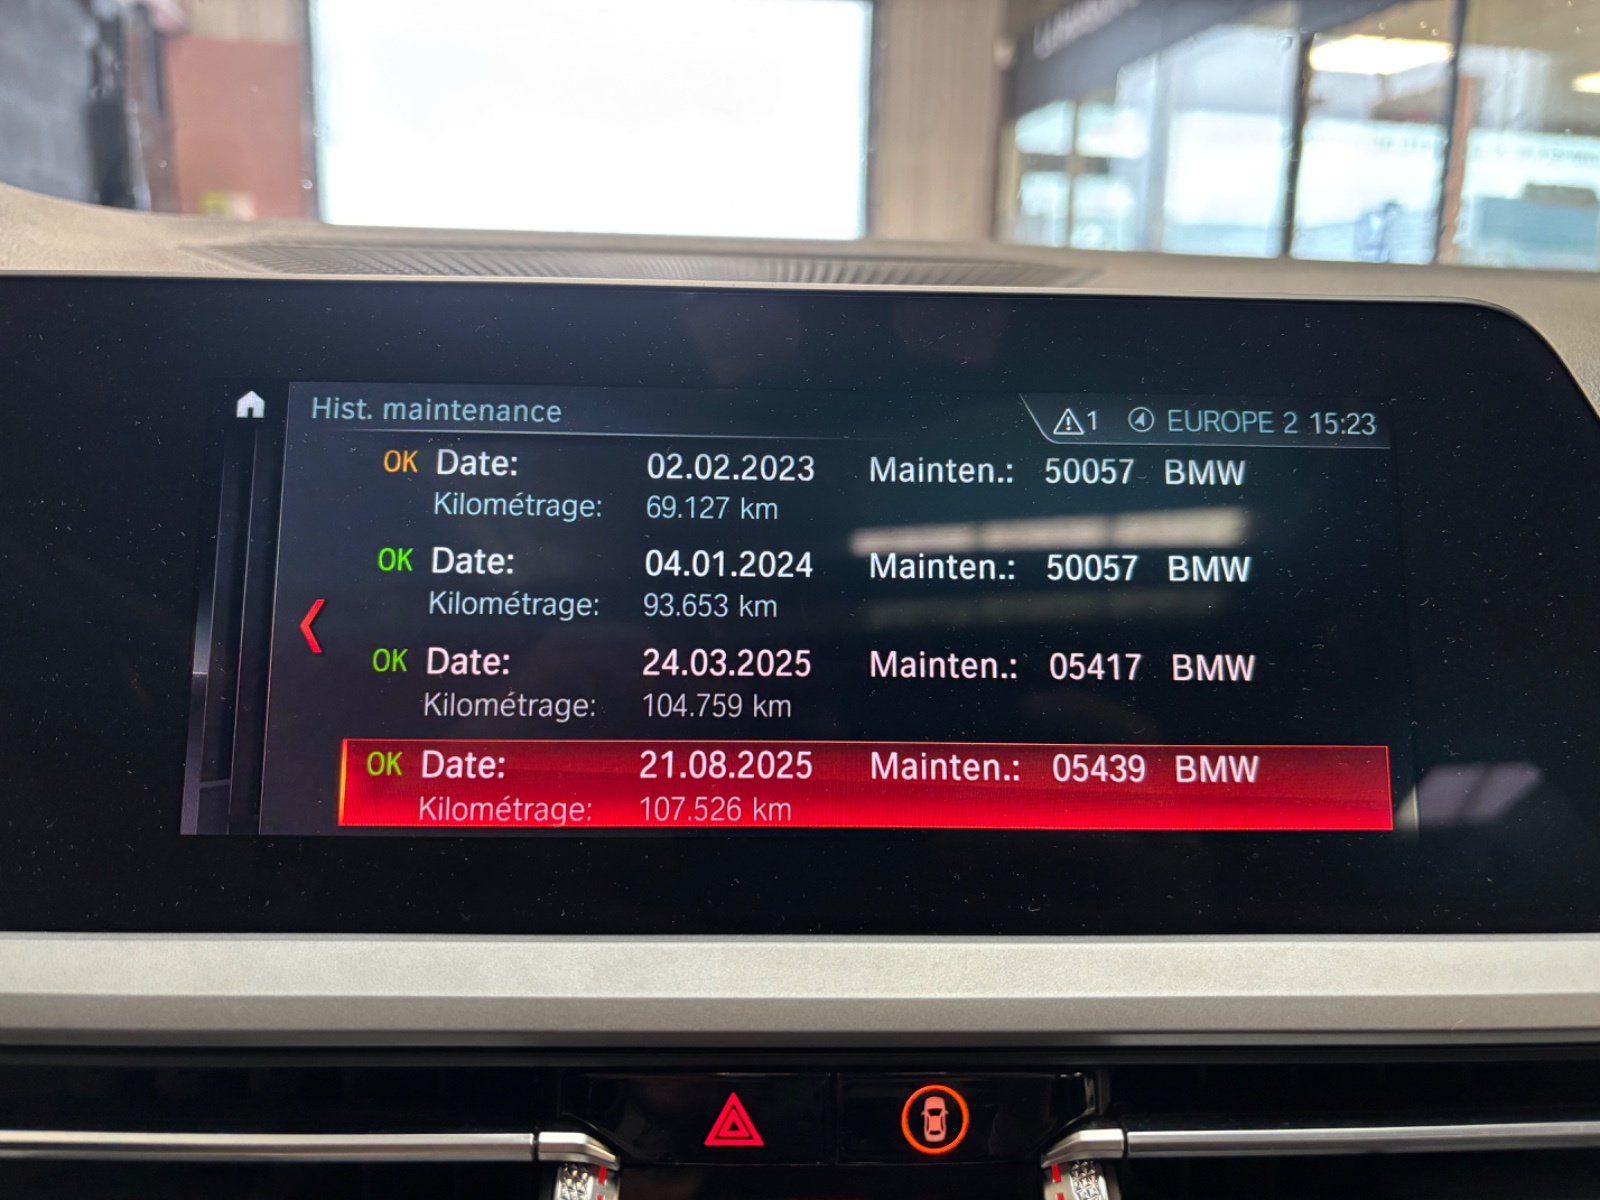 Hist. maintenance
1 EUROPE 2 15:23
OK Date: 02.02.2023 Mainten.: 50057 BMW
Kilométrage: 69.127 km
OK Date: 04.01.2024 Mainten.: 50057 BMW
Kilométrage: 93.653 km
OK Date: 24.03.2025 Mainten.: 05417 BMW
Kilométrage: 104.759 km
OK Date: 21.08.2025 Mainten.: 05439 BMW
Kilométrage: 107.526 km